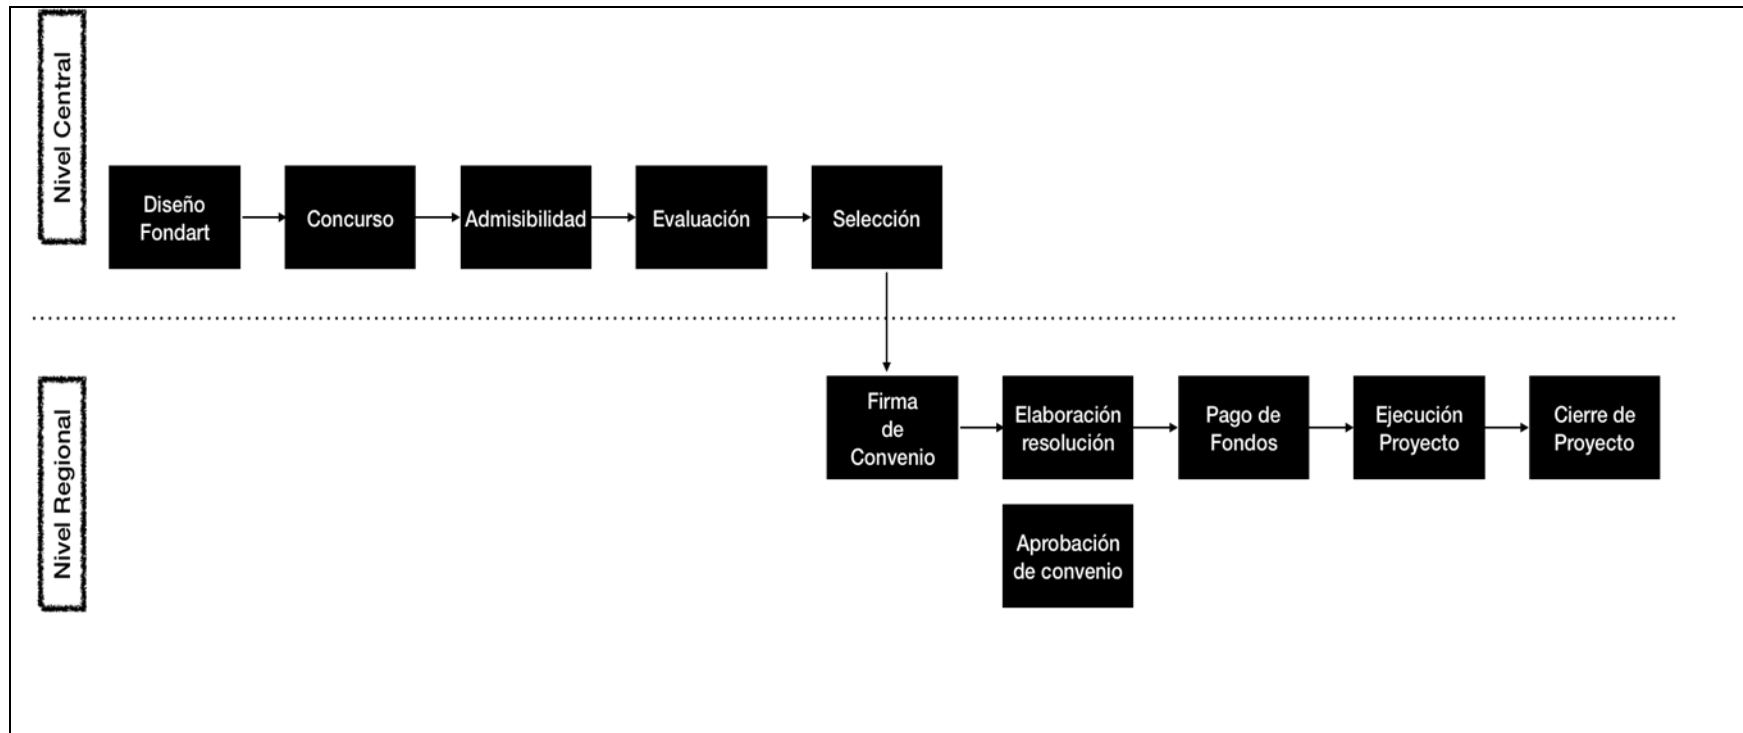 Nivel Central
Diseño
Fondart
Concurso
Admisibilidad
Evaluación
Selección
Nivel Regional
Firma
de
Convenio
Elaboración
resolución
Pago de
Fondos
Ejecución
Proyecto
Cierre de
Proyecto
Aprobación
de convenio